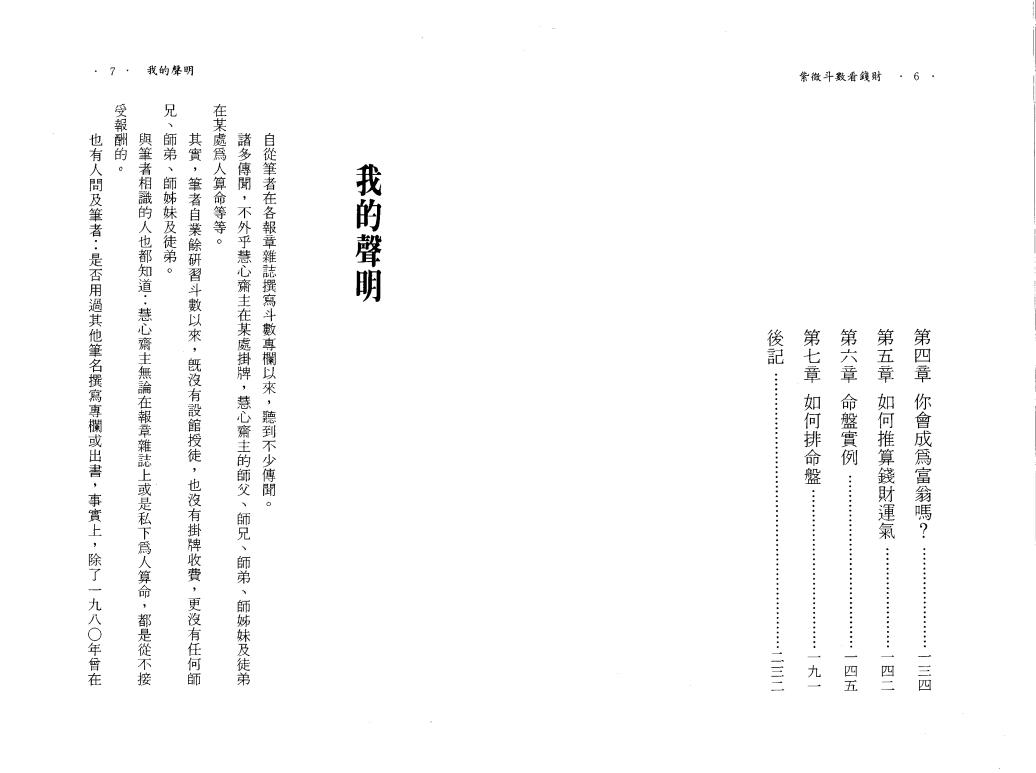 紫微斗數看錢財 ·6·
第四章 你會成爲富翁嗎？…………………一三四
第五章 如何推算錢財運氣…………………一四二
第六章 命盤實例…………………一四五
第七章 如何排命盤…………………一九一
後記…………………二三二
·7· 我的聲明
我的聲明
自從筆者在各報章雜誌撰寫斗數專欄以來，聽到不少傳聞。
諸多傳聞，不外乎慧心齋主在某處掛牌，慧心齋主的師父、師兄、師弟、師姊妹及徒弟
在某處爲人算命等等。
其實，筆者自業餘研習斗數以來，既沒有設館授徒，也沒有掛牌收費，更沒有任何師
兄、師弟、師姊妹及徒弟。
與筆者相識的人也都知道：慧心齋主無論在報章雜誌上或是私下爲人算命，都是從不接
受報酬的。
也有人問及筆者：是否用過其他筆名撰寫專欄或出書，事實上，除了一九八〇年曾在